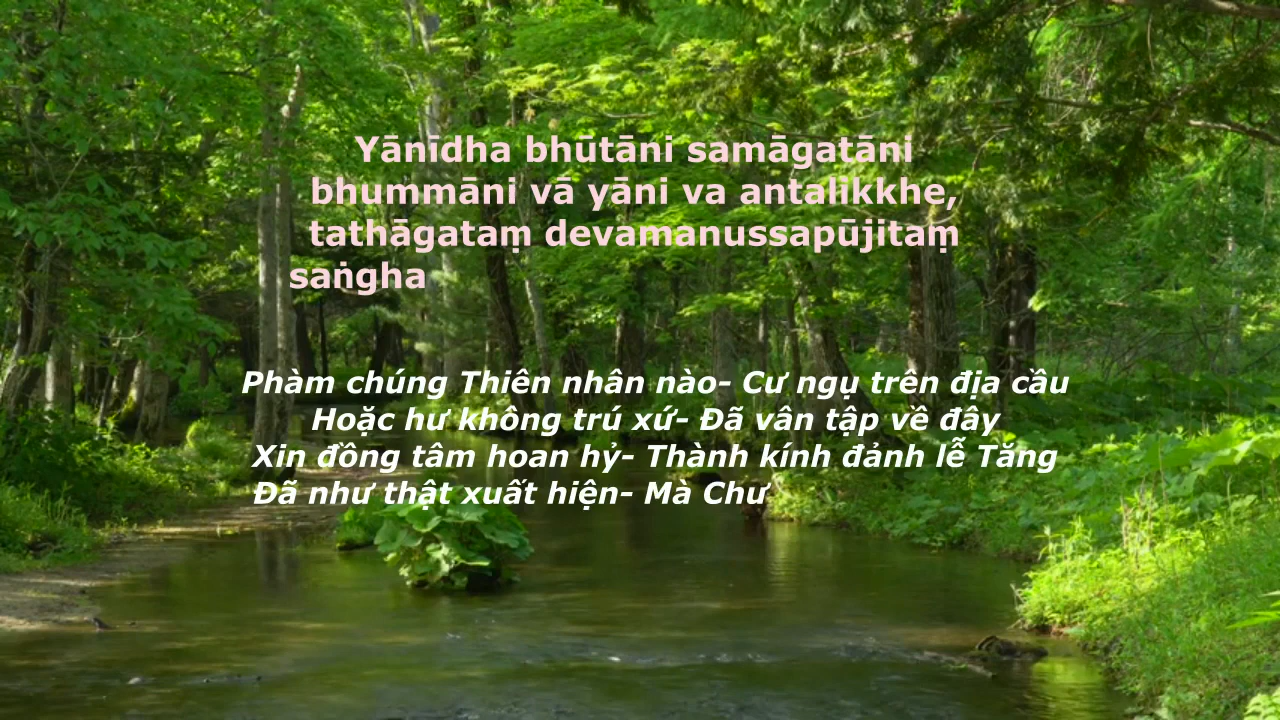 Yānīdha bhūtāni samāgatāni
bhummāni vā yāni va antalikkhe,
tathāgataṃ devamanussapūjitaṃ
saṅgha
Phàm chúng Thiên nhân nào- Cư ngụ trên địa cầu
Hoặc hư không trú xứ- Đã vân tập về đây
Xin đồng tâm hoan hỷ- Thành kính đảnh lễ Tăng
Đã như thật xuất hiện- Mà Chư